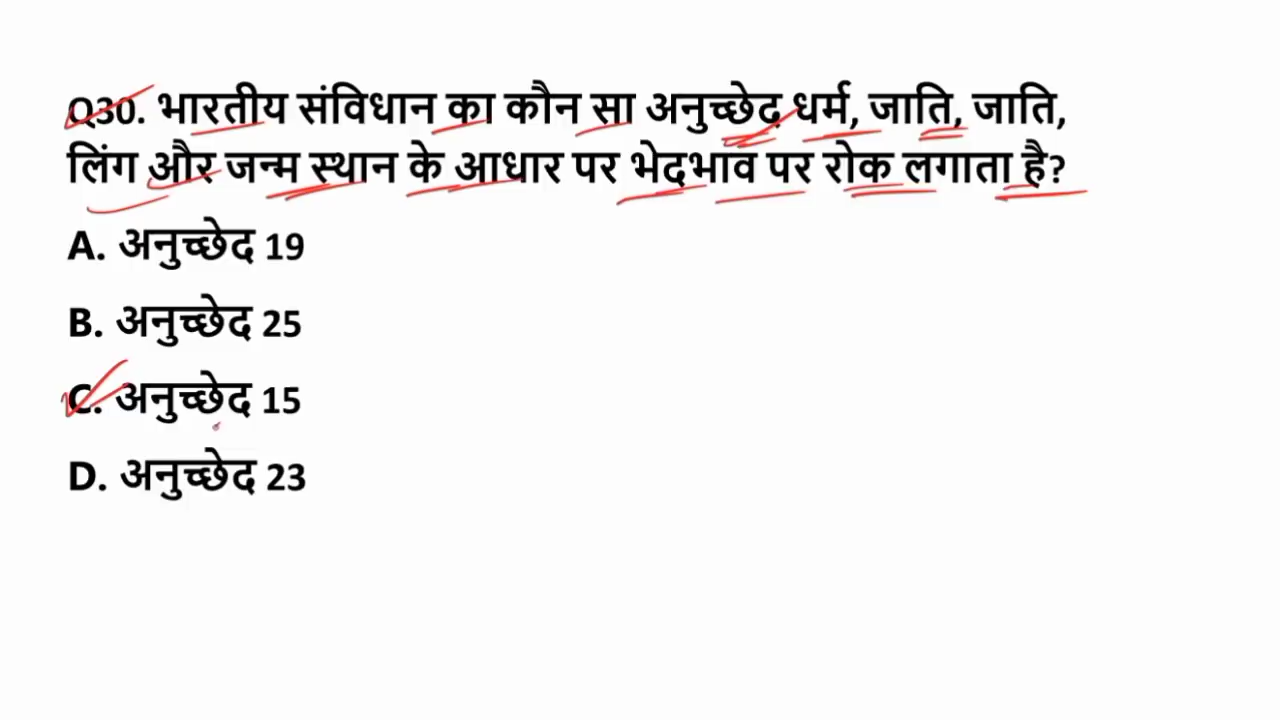 Q30. भारतीय संविधान का कौन सा अनुच्छेद धर्म, जाति, जाति,
लिंग और जन्म स्थान के आधार पर भेदभाव पर रोक लगाता है?
A. अनुच्छेद 19
B. अनुच्छेद 25
C. अनुच्छेद 15
D. अनुच्छेद 23